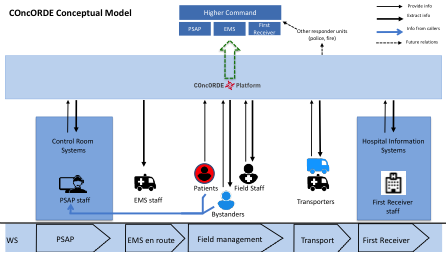 COncORDE Conceptual Model
Higher Command
PSAP
EMS
First
Receiver
Other responder units
(police, fire)
Provide info
Extract info
Info from callers
Future relations
COncORDE Platform
Control Room
Systems
Hospital Information
Systems
PSAP staff
EMS staff
Patients
Field Staff
Bystanders
Transporters
First Receiver
staff
WS
PSAP
EMS en route
Field management
Transport
First Receiver